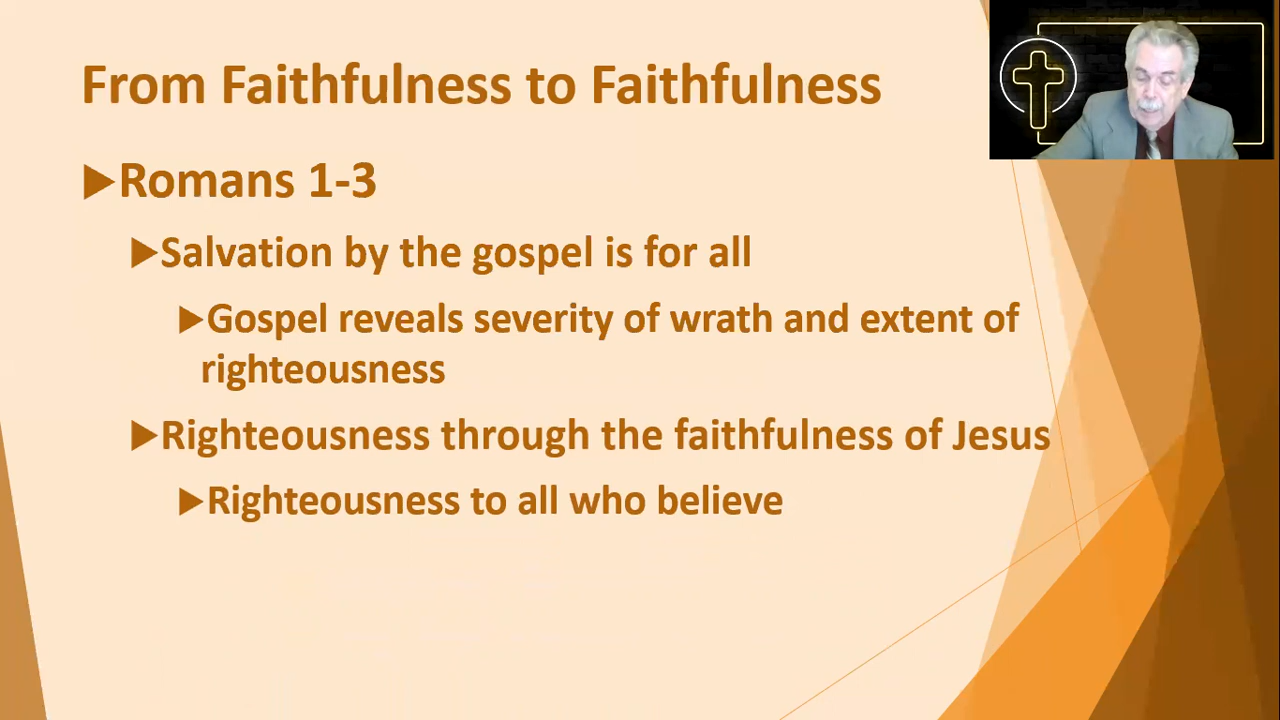 From Faithfulness to Faithfulness
Romans 1-3
Salvation by the gospel is for all
Gospel reveals severity of wrath and extent of
righteousness
Righteousness through the faithfulness of Jesus
Righteousness to all who believe